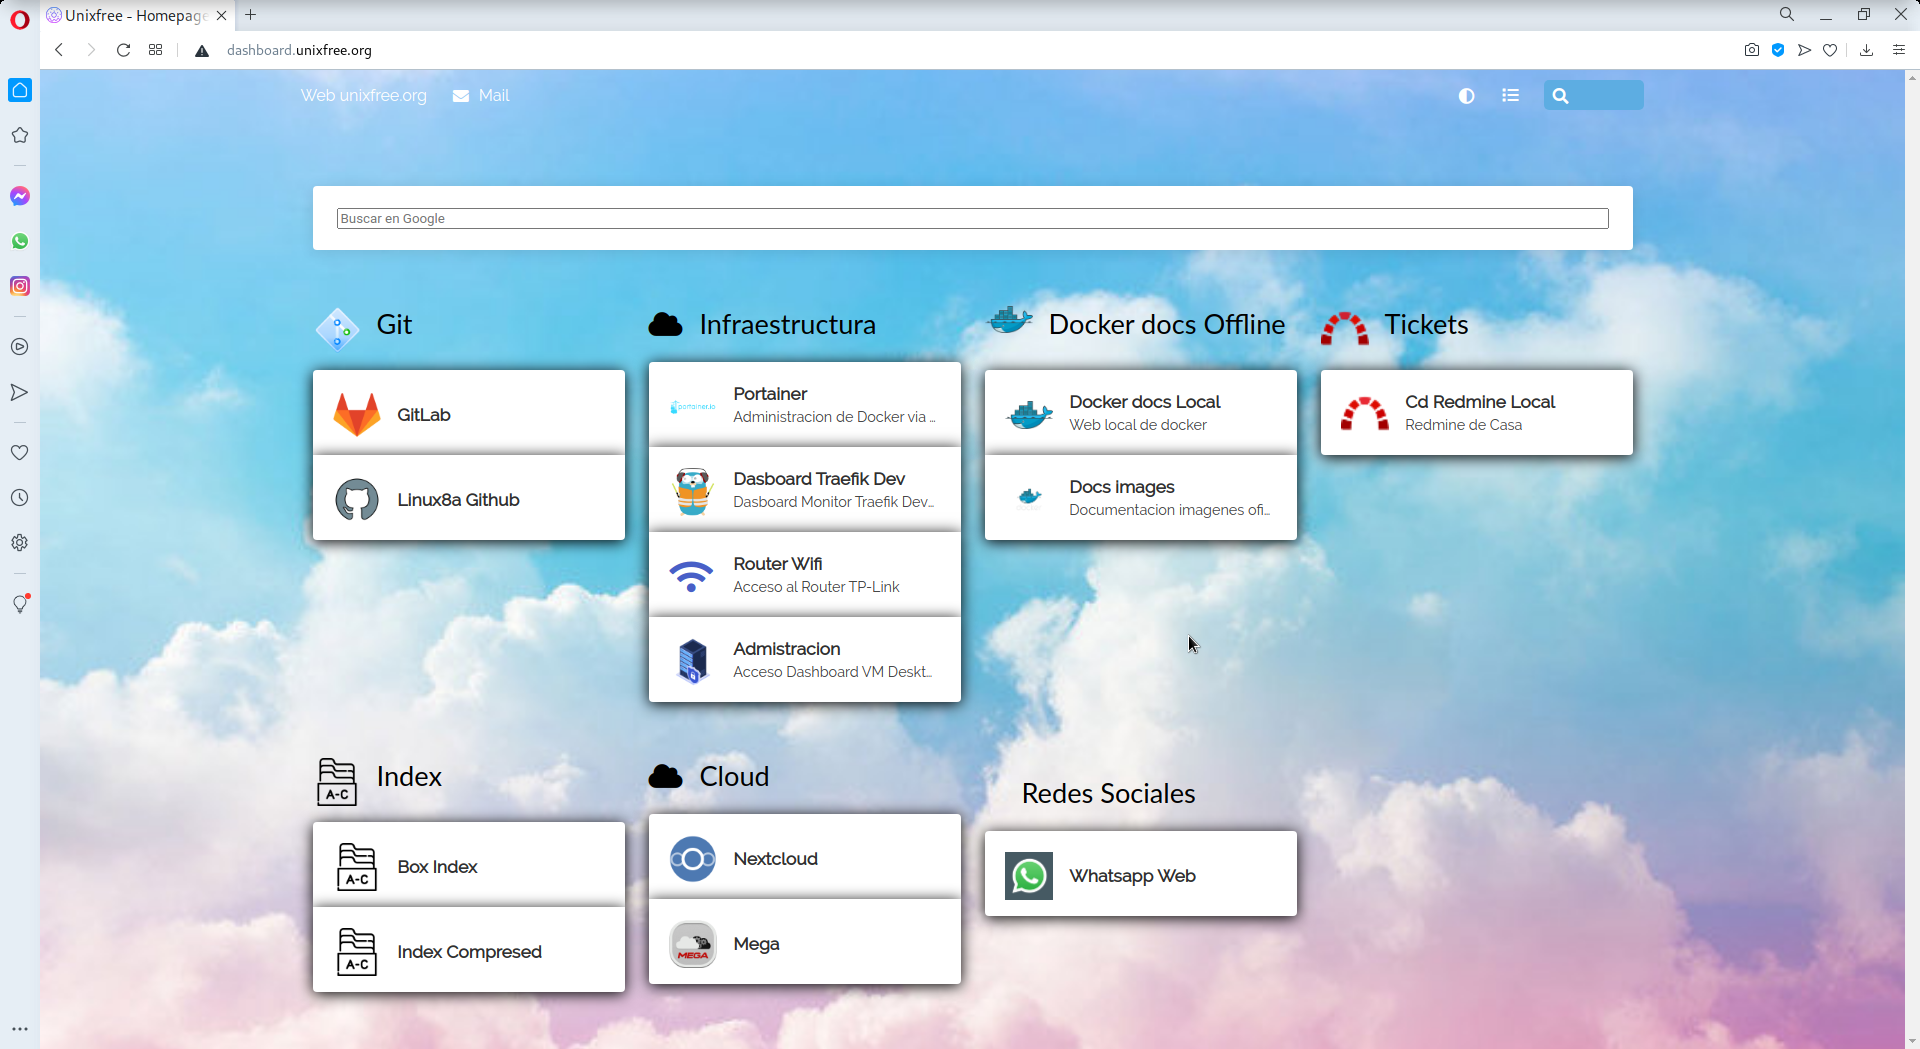 Unixfree - Homepage
dashboard.unixfree.org
Web unixfree.org
Mail
Buscar en Google
Git
GitLab
Linux8a Github
Infraestructura
portainer.io
Portainer
Administracion de Docker via ...
Dasboard Traefik Dev
Dasboard Monitor Traefik Dev...
Router Wifi
Acceso al Router TP-Link
Admistracion
Acceso Dashboard VM Deskt...
Docker docs Offline
Docker docs Local
Web local de docker
Docs images
Documentacion imagenes ofi...
Tickets
Cd Redmine Local
Redmine de Casa
A-C
Index
A-C
Box Index
A-C
Index Compresed
Cloud
Nextcloud
MEGA
Mega
Redes Sociales
Whatsapp Web